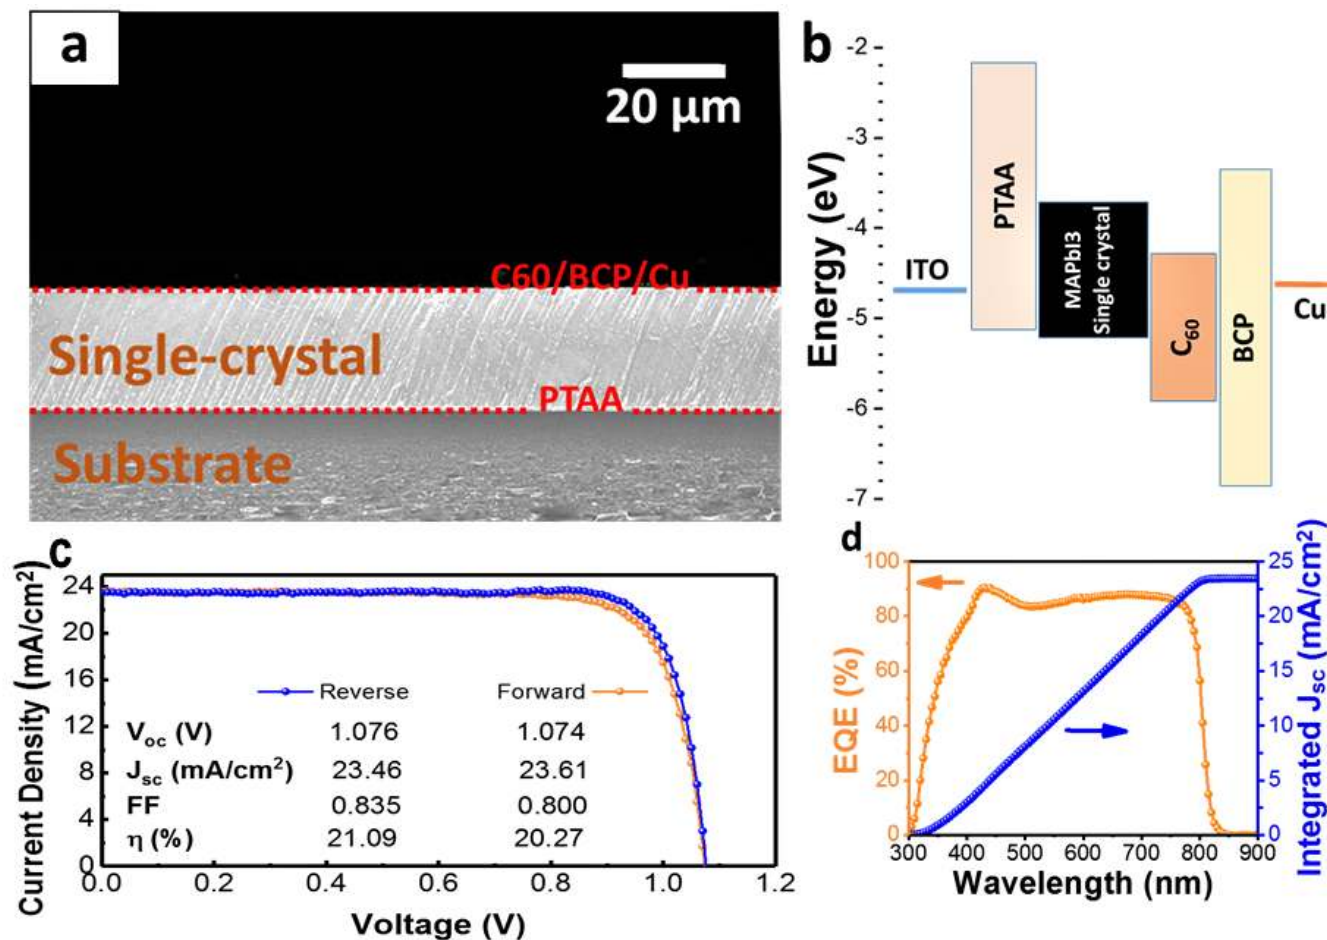 a
20 μm
C60/BCP/Cu
Single-crystal
PTAA
Substrate
b
Energy (eV)
-2
-3
-4
-5
-6
-7
ITO
PTAA
MAPbI3
Single crystal
C₆₀
BCP
Cu
c
Current Density (mA/cm²)
24
20
16
12
8
4
0
Reverse Forward
Voc (V) 1.076 1.074
Jsc (mA/cm²) 23.46 23.61
FF 0.835 0.800
η (%) 21.09 20.27
0.0 0.2 0.4 0.6 0.8 1.0 1.2
Voltage (V)
d
EQE (%)
100
80
60
40
20
0
25
20
15
10
5
0
Integrated Jsc (mA/cm²)
300 400 500 600 700 800 900
Wavelength (nm)